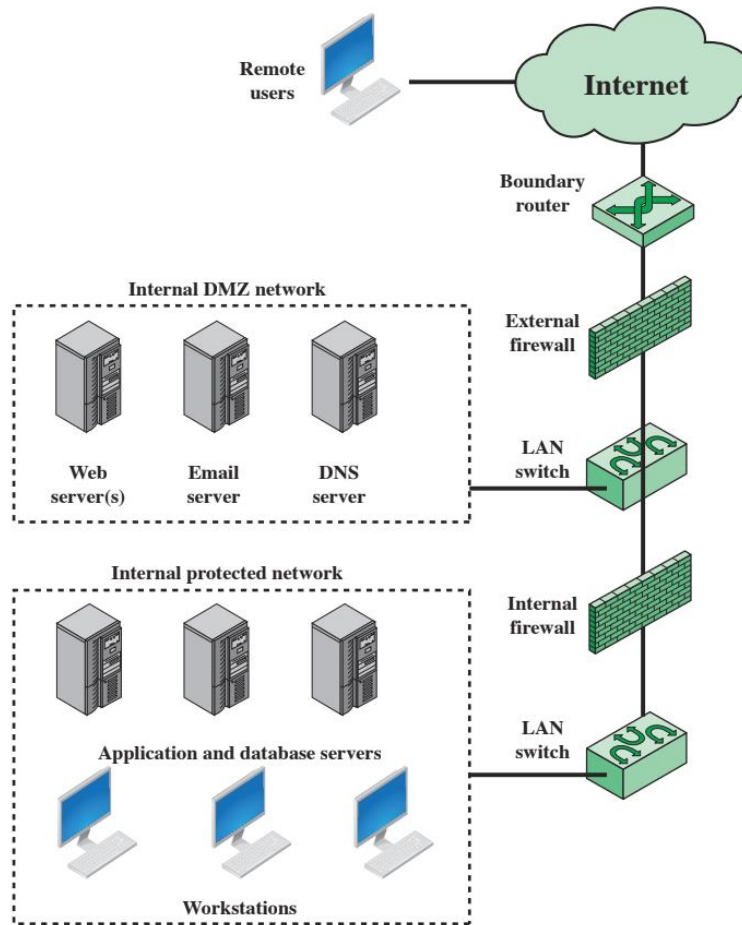 Remote
users
Internet
Boundary
router
Internal DMZ network
External
firewall
Web
server(s)
Email
server
DNS
server
LAN
switch
Internal protected network
Internal
firewall
Application and database servers
LAN
switch
Workstations